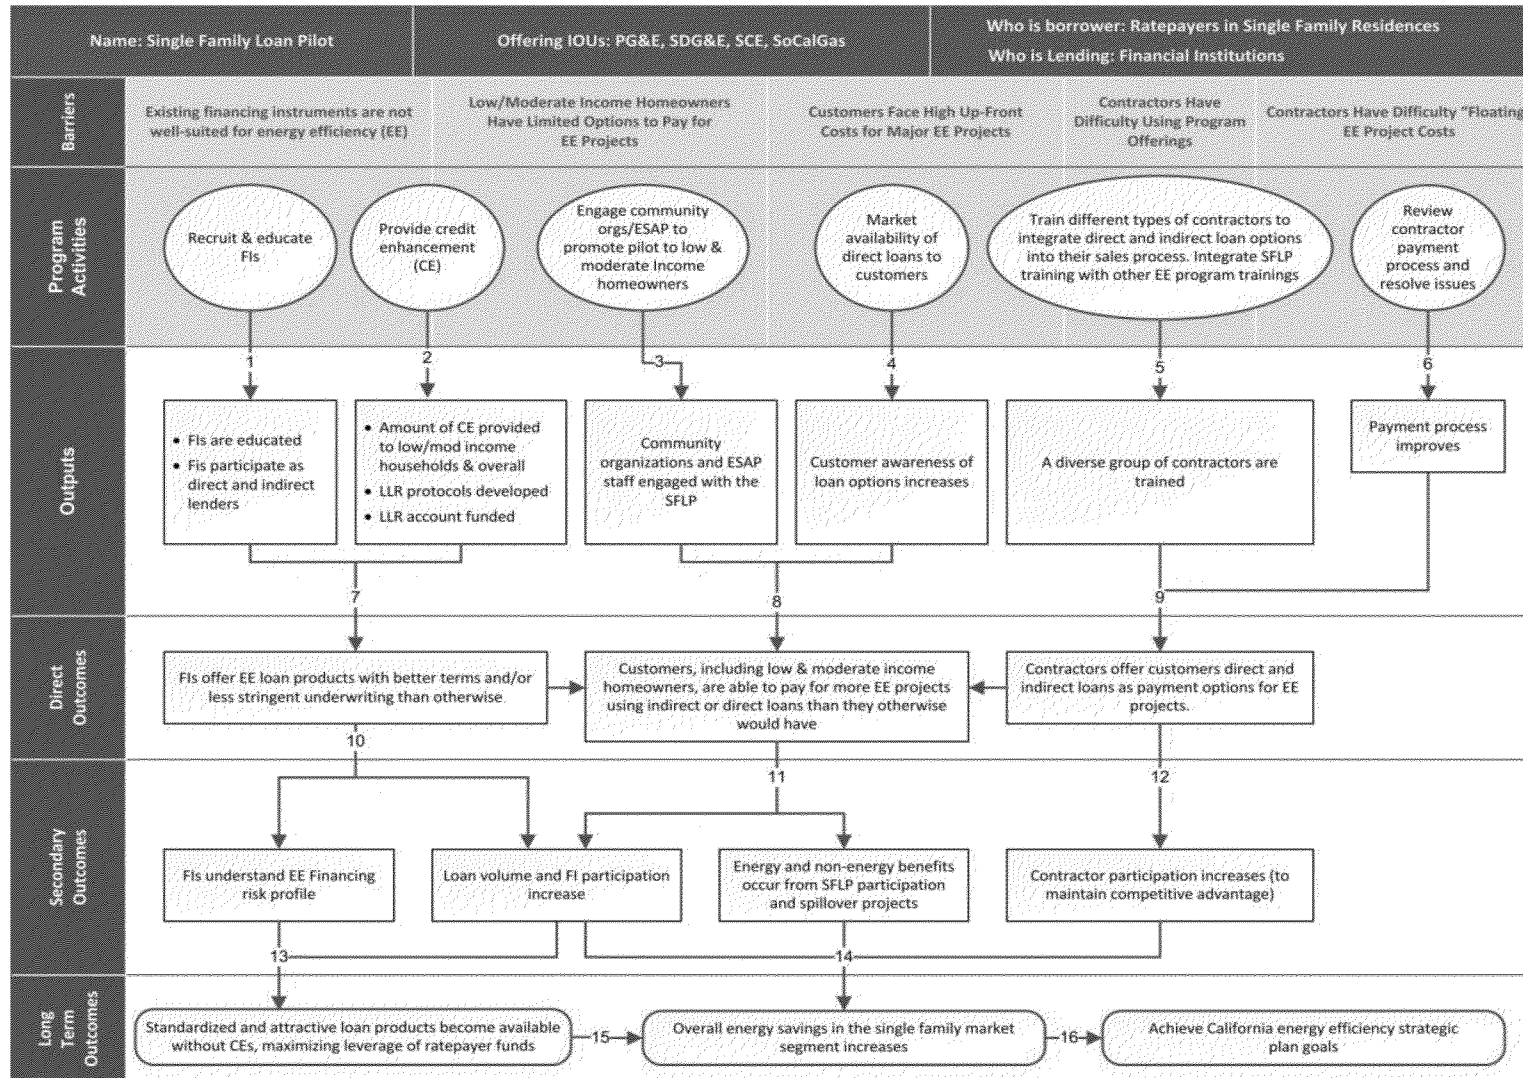 Name: Single Family Loan Pilot
Offering IOUs: PG&E, SDG&E, SCE, SoCalGas
Who is borrower: Ratepayers in Single Family Residences
Who is Lending: Financial Institutions
Barriers
Existing financing instruments are not
well-suited for energy efficiency (EE)
Low/Moderate Income Homeowners
Have Limited Options to Pay for
EE Projects
Customers Face High Up-Front
Costs for Major EE Projects
Contractors Have
Difficulty Using Program
Offerings
Contractors Have Difficulty "Floating
EE Project Costs
Program
Activities
Recruit & educate
FIs
Provide credit
enhancement
(CE)
Engage community
orgs/ESAP to
promote pilot to low &
moderate Income
homeowners
Market
availability of
direct loans to
customers
Train different types of contractors to
integrate direct and indirect loan options
into their sales process. Integrate SFLP
training with other EE program trainings
Review
contractor
payment
process and
resolve issues
1
2
3
4
5
6
Outputs
• FIs are educated
• Fis participate as
direct and indirect
lenders
• Amount of CE provided
to low/mod income
households & overall
• LLR protocols developed
• LLR account funded
Community
organizations and ESAP
staff engaged with the
SFLP
Customer awareness of
loan options increases
A diverse group of contractors are
trained
Payment process
improves
7
8
9
Direct
Outcomes
FIs offer EE loan products with better terms and/or
less stringent underwriting than otherwise
Customers, including low & moderate income
homeowners, are able to pay for more EE projects
using indirect or direct loans than they otherwise
would have
Contractors offer customers direct and
indirect loans as payment options for EE
projects.
10
11
12
Secondary
Outcomes
FIs understand EE Financing
risk profile
Loan volume and FI participation
increase
Energy and non-energy benefits
occur from SFLP participation
and spillover projects
Contractor participation increases (to
maintain competitive advantage)
13
14
Long
Term
Outcomes
Standardized and attractive loan products become available
without CEs, maximizing leverage of ratepayer funds
15
Overall energy savings in the single family market
segment increases
16
Achieve California energy efficiency strategic
plan goals